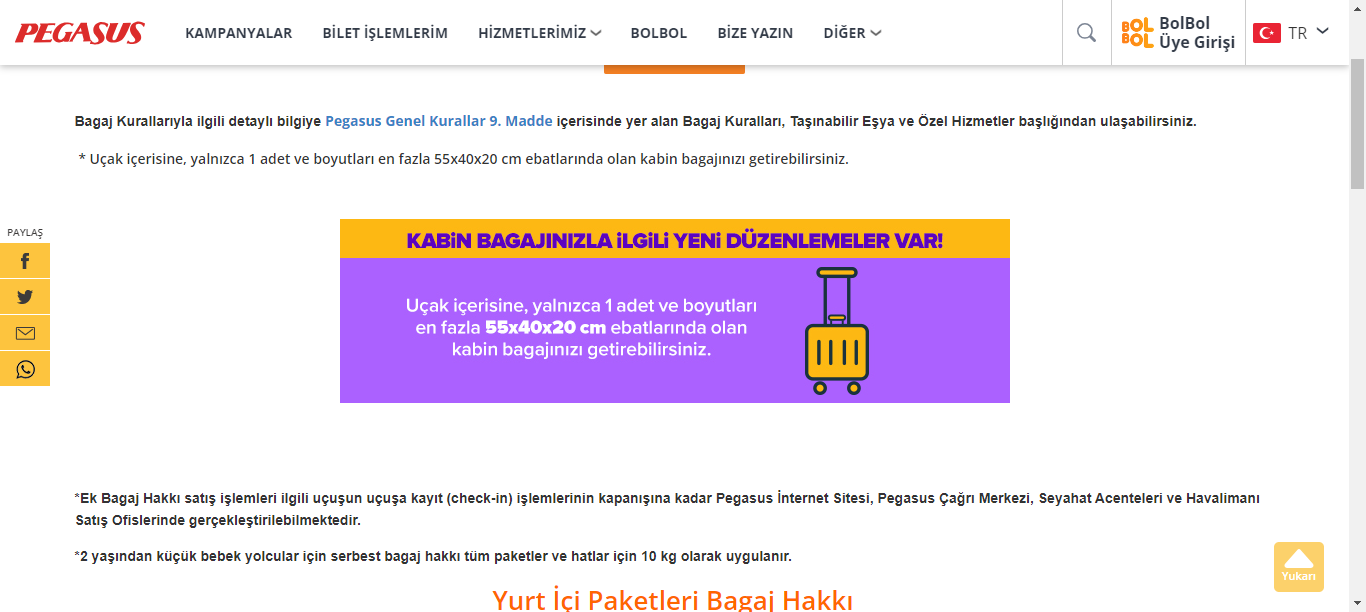 PEGASUS
KAMPANYALAR
BİLET İŞLEMLERİM
HİZMETLERİMİZ
BOLBOL
BİZE YAZIN
DİĞER
BOL
BOL
BolBol
Üye Girişi
TR
Bagaj Kurallarıyla ilgili detaylı bilgiye Pegasus Genel Kurallar 9. Madde içerisinde yer alan Bagaj Kuralları, Taşınabilir Eşya ve Özel Hizmetler başlığından ulaşabilirsiniz.
* Uçak içerisine, yalnızca 1 adet ve boyutları en fazla 55x40x20 cm ebatlarında olan kabin bagajınızı getirebilirsiniz.
PAYLAŞ
KABiN BAGAJINIZLA iLGiLi YENi DÜZENLEMELER VAR!
Uçak içerisine, yalnızca 1 adet ve boyutları
en fazla 55x40x20 cm ebatlarında olan
kabin bagajınızı getirebilirsiniz.
*Ek Bagaj Hakkı satış işlemleri ilgili uçuşun uçuşa kayıt (check-in) işlemlerinin kapanışına kadar Pegasus İnternet Sitesi, Pegasus Çağrı Merkezi, Seyahat Acenteleri ve Havalimanı
Satış Ofislerinde gerçekleştirilebilmektedir.
*2 yaşından küçük bebek yolcular için serbest bagaj hakkı tüm paketler ve hatlar için 10 kg olarak uygulanır.
Yukarı
Yurt İçi Paketleri Bagaj Hakkı